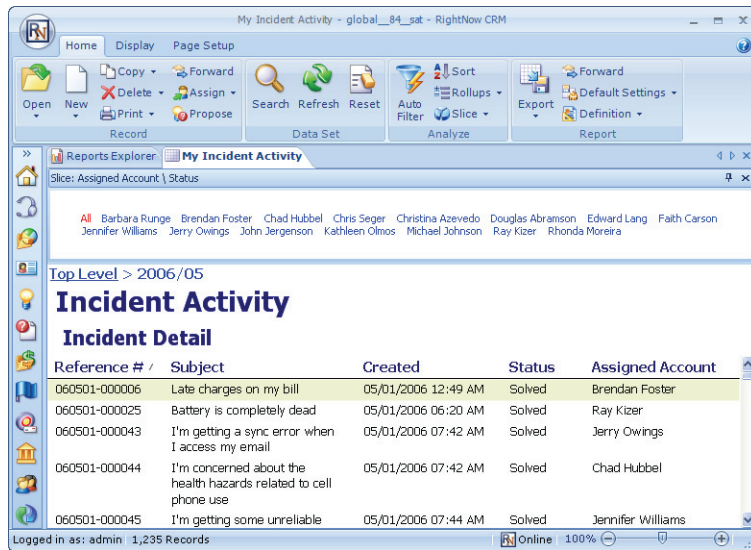 My Incident Activity - global_84_sat - RightNow CRM
RN
Home Display Page Setup
Open New Copy Delete Print Forward Assign Propose
Record
Search Refresh Reset
Data Set
Auto Filter Sort Rollups Slice
Analyze
Export Forward Default Settings Definition
Report
Reports Explorer My Incident Activity
Slice: Assigned Account \ Status
All Barbara Runge Brendan Foster Chad Hubbel Chris Seger Christina Azevedo Douglas Abramson Edward Lang Faith Carson
Jennifer Williams Jerry Owings John Jergenson Kathleen Olmos Michael Johnson Ray Kizer Rhonda Moreira
Top Level > 2006/05
Incident Activity
Incident Detail
Reference # / Subject Created Status Assigned Account
060501-000006 Late charges on my bill 05/01/2006 12:49 AM Solved Brendan Foster
060501-000025 Battery is completely dead 05/01/2006 06:20 AM Solved Ray Kizer
060501-000043 I'm getting a sync error when 05/01/2006 07:42 AM Solved Jerry Owings
I access my email
060501-000044 I'm concerned about the 05/01/2006 07:42 AM Solved Chad Hubbel
health hazards related to cell
phone use
060501-000045 I'm getting some unreliable 05/01/2006 07:44 AM Solved Jennifer Williams
Logged in as: admin 1,235 Records Online 100%